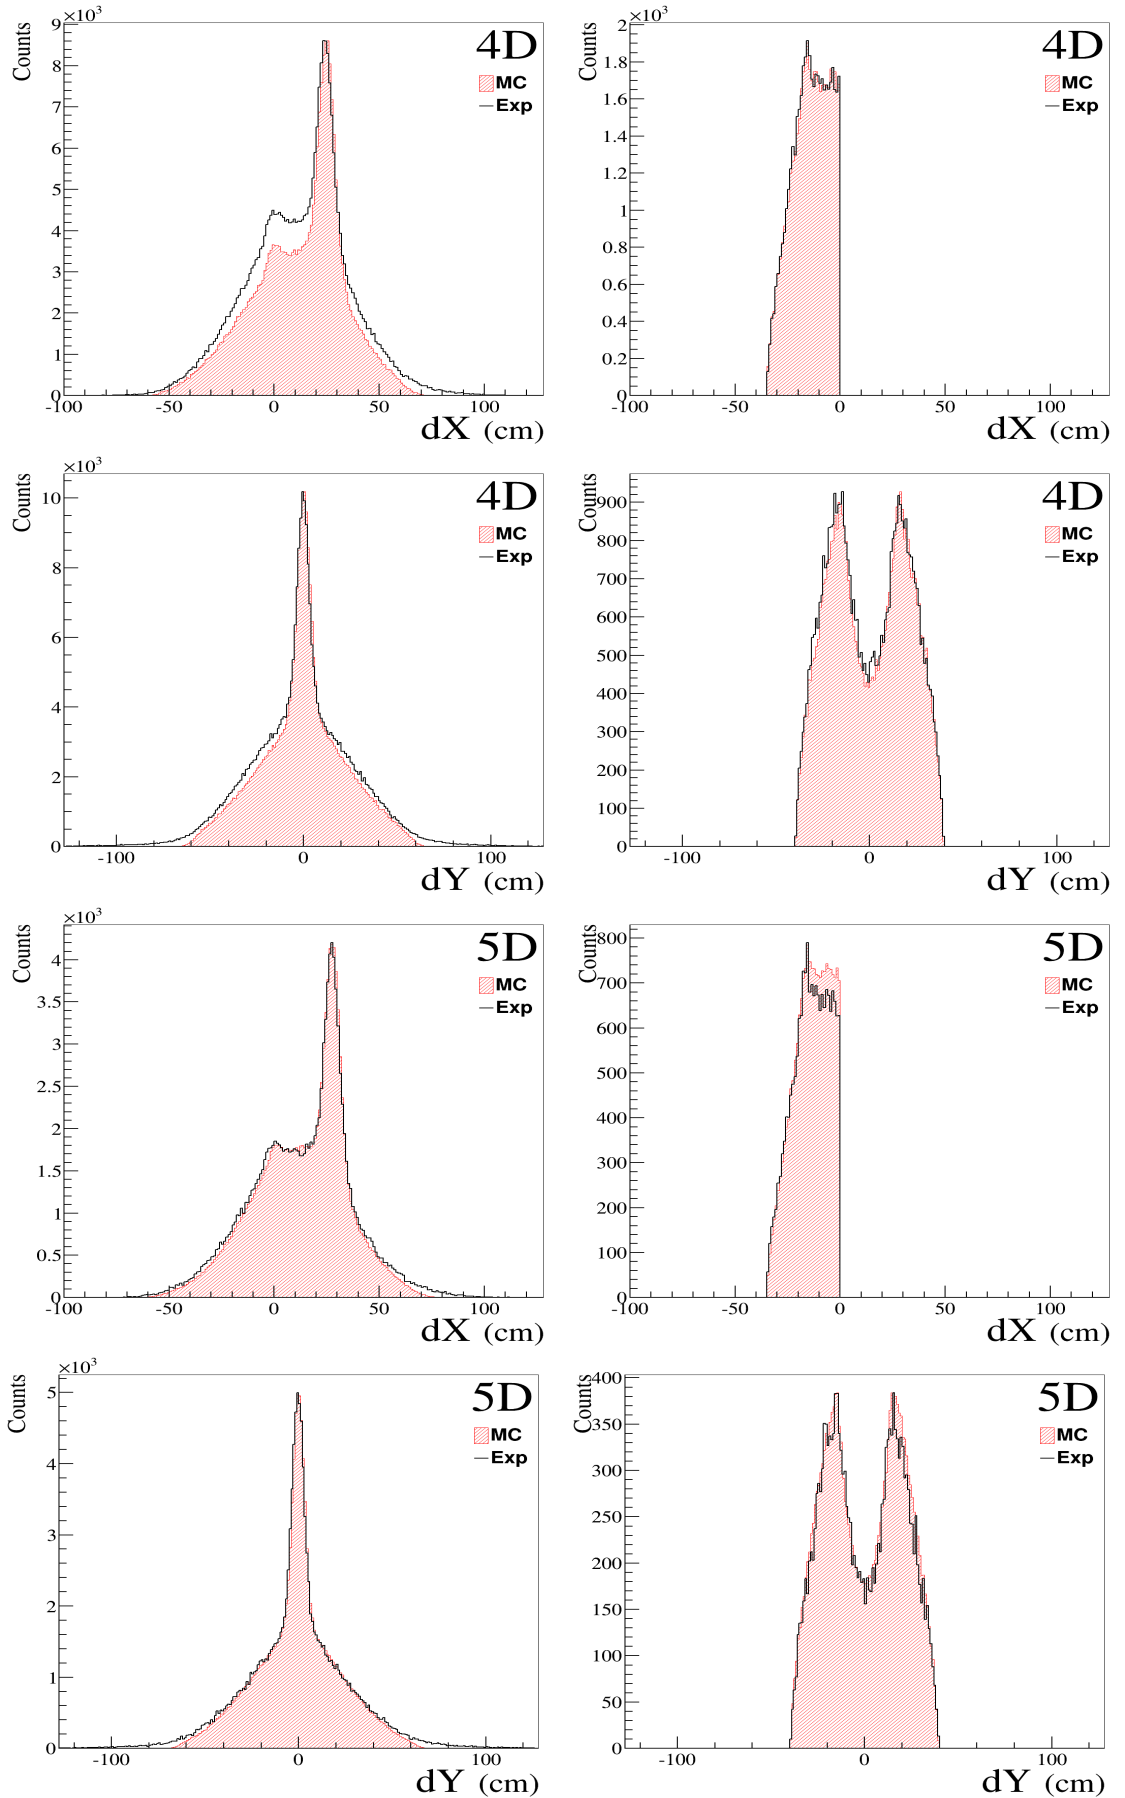 ×10³
Counts
4D
MC
Exp
9
8
7
6
5
4
3
2
1
0
-100 -50 0 50 100
dX (cm)
×10³
Counts
4D
MC
Exp
2
1.8
1.6
1.4
1.2
1
0.8
0.6
0.4
0.2
0
-100 -50 0 50 100
dX (cm)
×10³
Counts
4D
MC
Exp
10
8
6
4
2
0
-100 0 100
dY (cm)
Counts
4D
MC
Exp
900
800
700
600
500
400
300
200
100
0
-100 0 100
dY (cm)
×10³
Counts
5D
MC
Exp
4
3.5
3
2.5
2
1.5
1
0.5
0
-100 -50 0 50 100
dX (cm)
Counts
5D
MC
Exp
800
700
600
500
400
300
200
100
0
-100 -50 0 50 100
dX (cm)
×10³
Counts
5D
MC
Exp
5
4
3
2
1
0
-100 0 100
dY (cm)
Counts
5D
MC
Exp
400
350
300
250
200
150
100
50
0
-100 0 100
dY (cm)